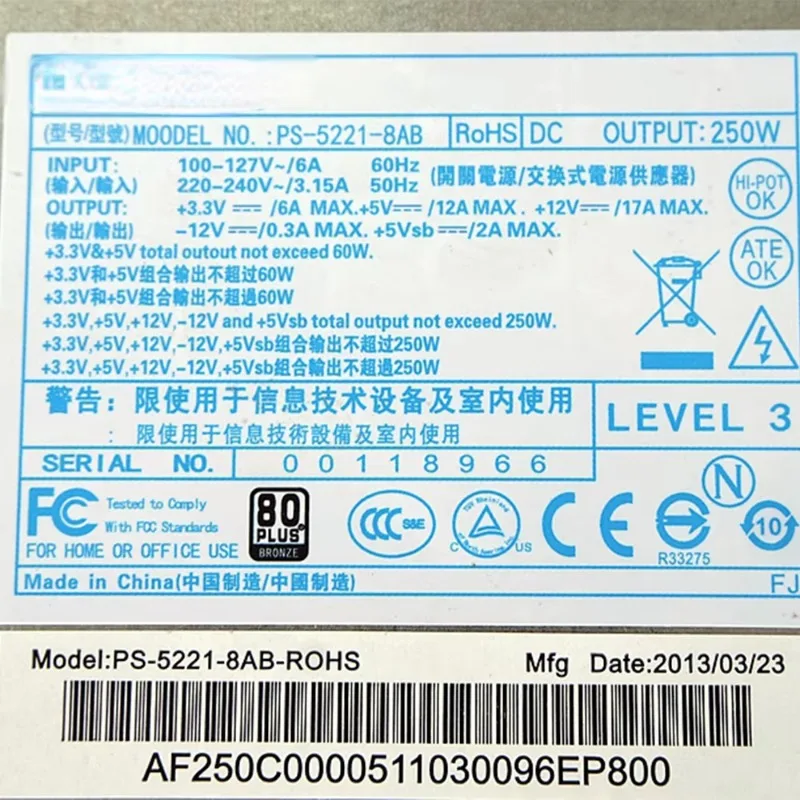 (型号/型號) MOODEL NO.:PS-5221-8AB RoHS DC OUTPUT:250W
INPUT: 100-127V~/6A 60Hz
(输入/輸入) 220-240V~/3.15A 50Hz (開關電源/交換式電源供應器)
HI-POT OK
OUTPUT: +3.3V⎓/6A MAX.+5V⎓/12A MAX. +12V⎓/17A MAX.
(输出/輸出) -12V⎓/0.3A MAX. +5Vsb⎓/2A MAX.
ATE OK
+3.3V&+5V total outout not exceed 60W.
+3.3V和+5V组合输出不超过60W
+3.3V和+5V組合輸出不超過60W
+3.3V,+5V,+12V,-12V and +5Vsb total output not exceed 250W.
+3.3V,+5V,+12V,-12V,+5Vsb组合输出不超过250W
+3.3V,+5V,+12V,-12V,+5Vsb組合輸出不超過250W
警告: 限使用于信息技术设备及室内使用
: 限使用于信息技術設備及室内使用
LEVEL 3
SERIAL NO. 00118966
N
FC Tested to Comply
With FCC Standards
FOR HOME OR OFFICE USE
80
PLUS
BRONZE
CCC S&E
TÜV Rheinland
of North America
C US
CE
R33275
10
Made in China(中国制造/中國製造) FJ
Model:PS-5221-8AB-ROHS Mfg Date:2013/03/23
AF250C0000511030096EP800